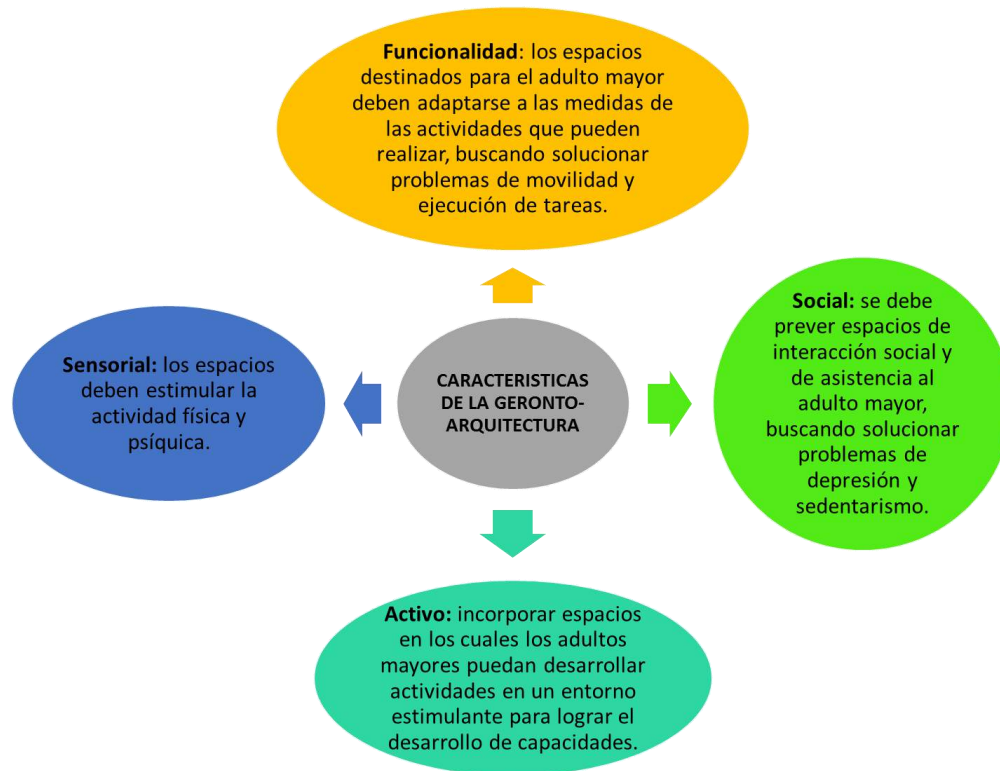 Funcionalidad: los espacios
destinados para el adulto mayor
deben adaptarse a las medidas de
las actividades que pueden
realizar, buscando solucionar
problemas de movilidad y
ejecución de tareas.
Sensorial: los espacios
deben estimular la
actividad física y
psíquica.
CARACTERISTICAS
DE LA GERONTO-
ARQUITECTURA
Social: se debe
prever espacios de
interacción social y
de asistencia al
adulto mayor,
buscando solucionar
problemas de
depresión y
sedentarismo.
Activo: incorporar espacios
en los cuales los adultos
mayores puedan desarrollar
actividades en un entorno
estimulante para lograr el
desarrollo de capacidades.